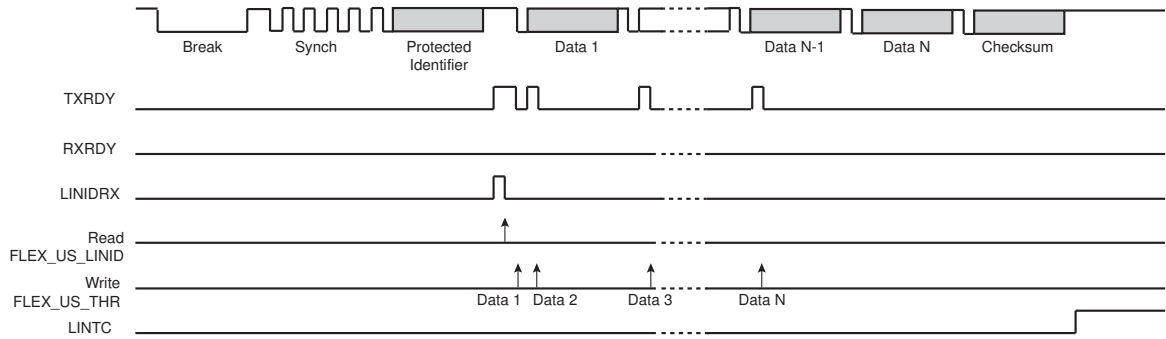 Break
Synch
Protected
Identifier
Data 1
Data N-1
Data N
Checksum
TXRDY
RXRDY
LINIDRX
Read
FLEX_US_LINID
Write
FLEX_US_THR
Data 1
Data 2
Data 3
Data N
LINTC